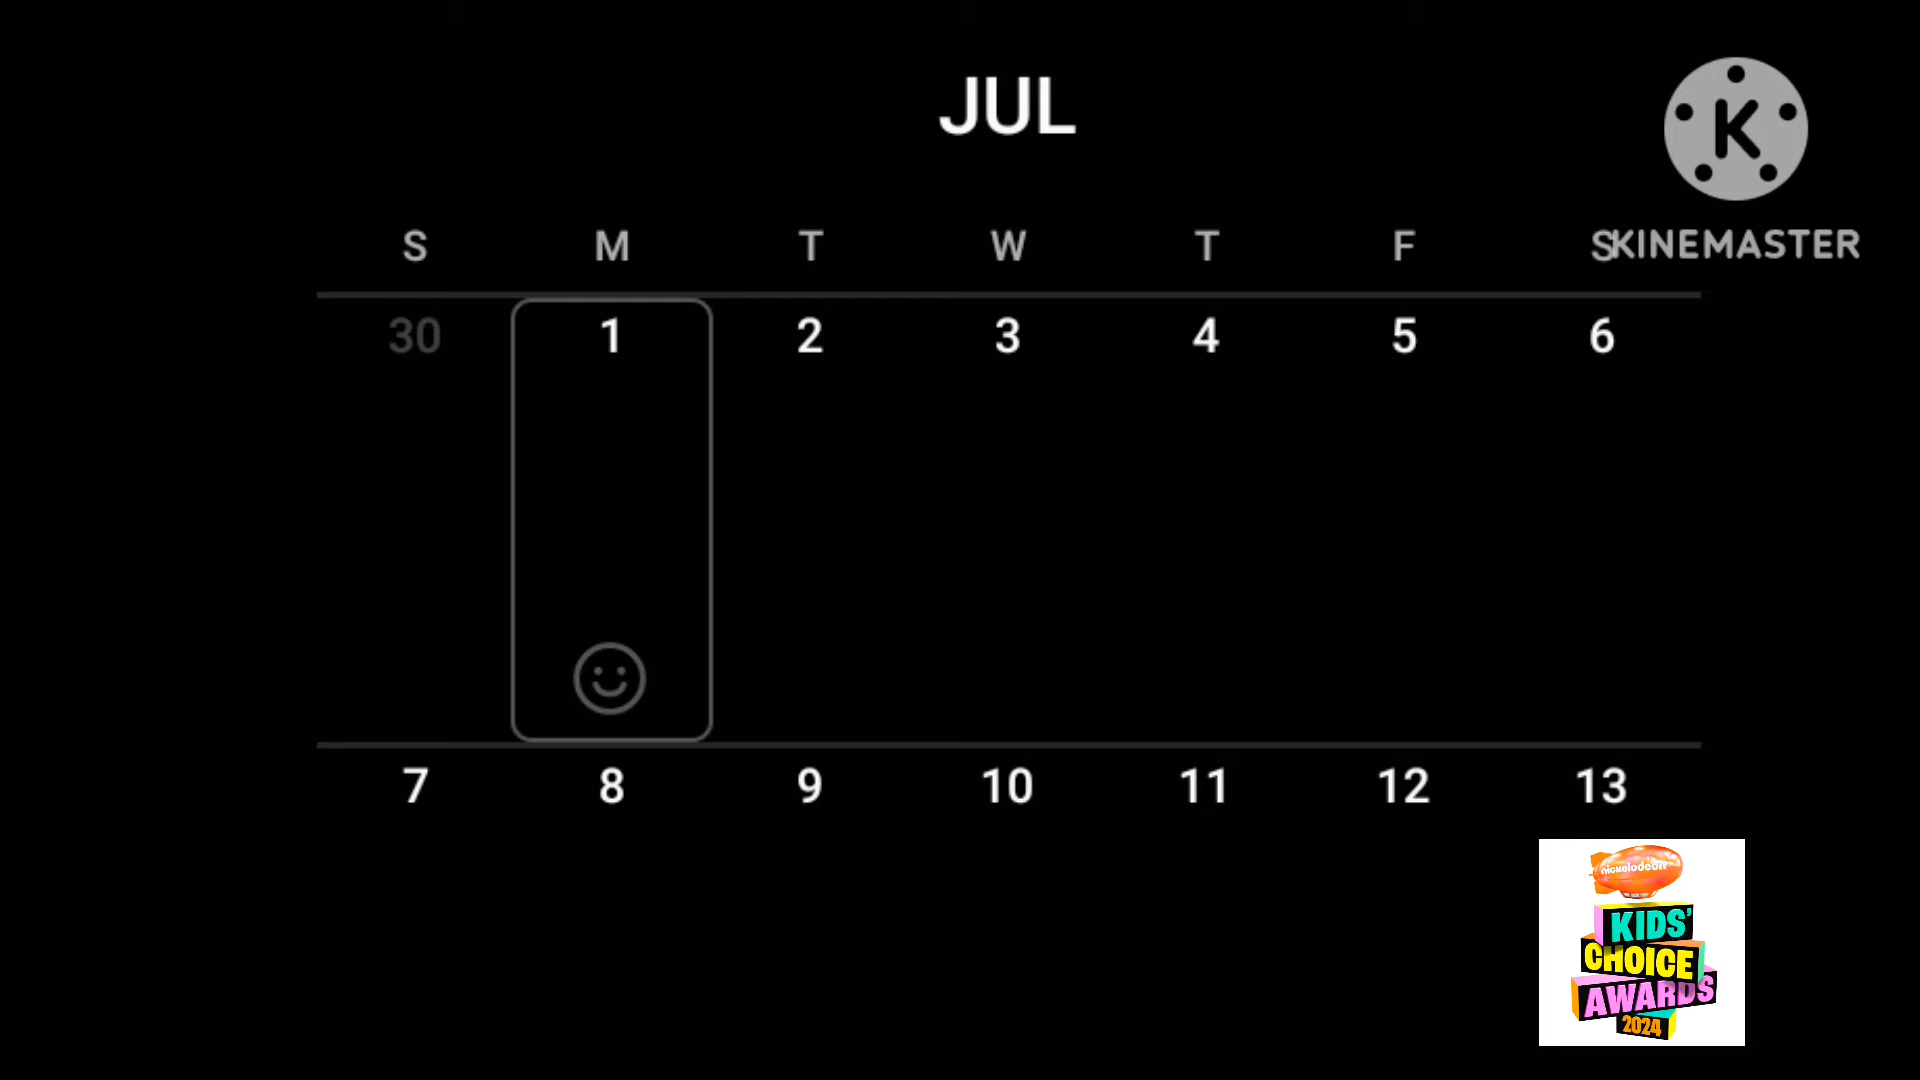 JUL
K
KINEMASTER
S M T W T F S
30 1 2 3 4 5 6
7 8 9 10 11 12 13
nickelodeon
KIDS'
CHOICE
AWARDS
2024